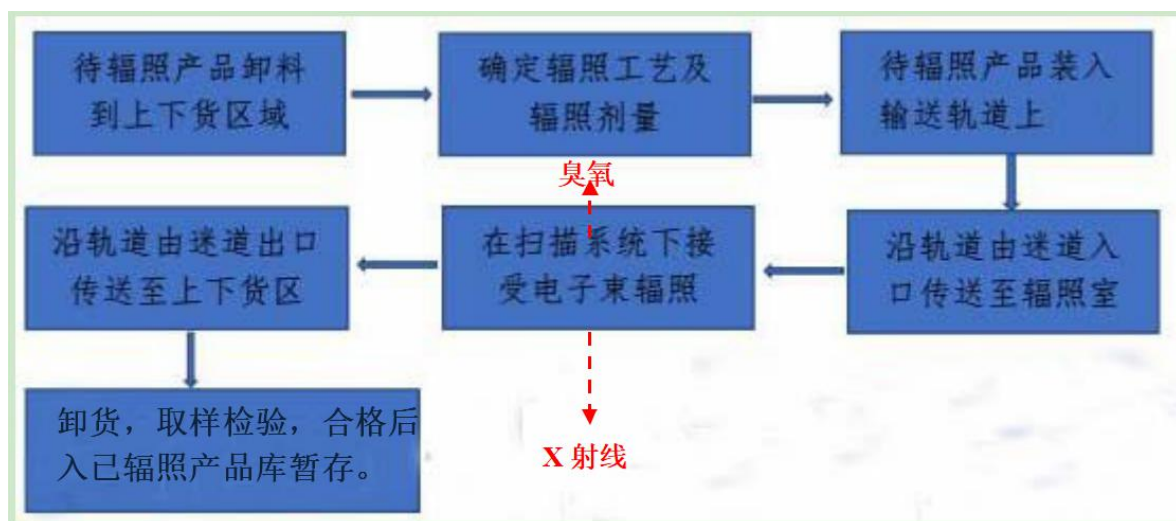 待辐照产品卸料
到上下货区域
确定辐照工艺及
辐照剂量
待辐照产品装入
输送轨道上
臭氧
沿轨道由迷道入
口传送至辐照室
在扫描系统下接
受电子束辐照
沿轨道由迷道出口
传送至上下货区
X 射线
卸货，取样检验，合格后
入已辐照产品库暂存。